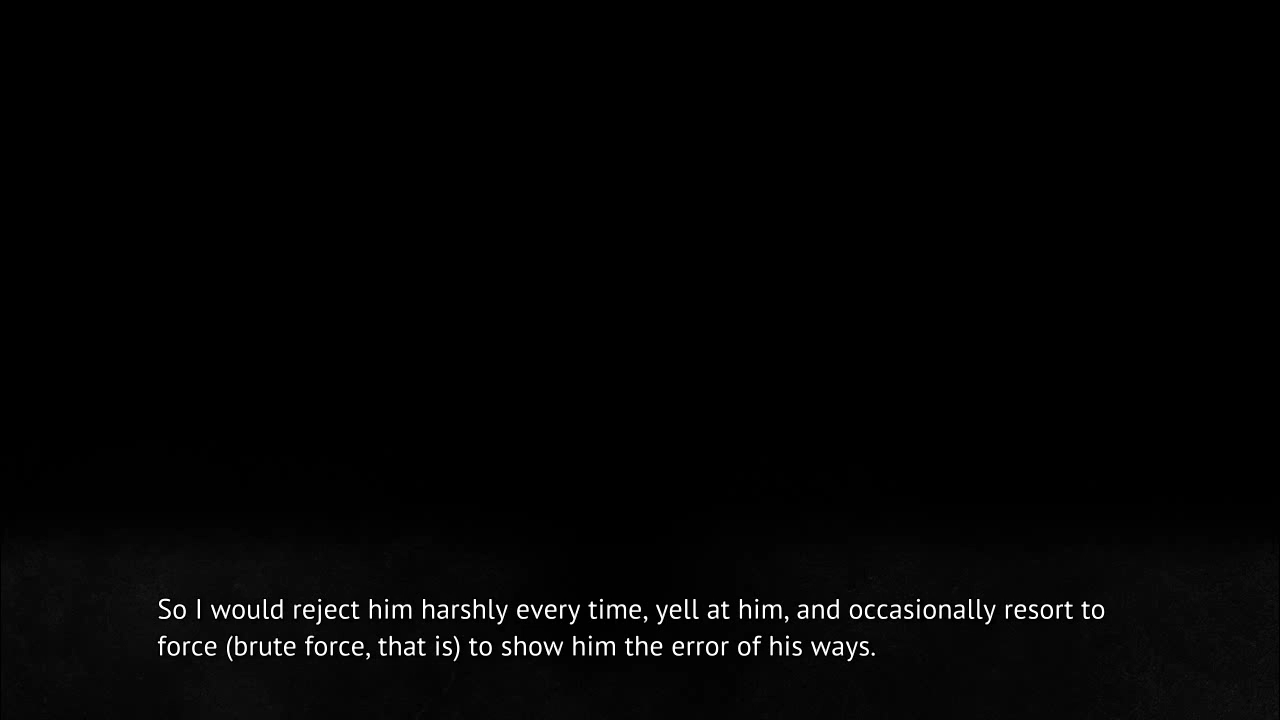 So I would reject him harshly every time, yell at him, and occasionally resort to
force (brute force, that is) to show him the error of his ways.